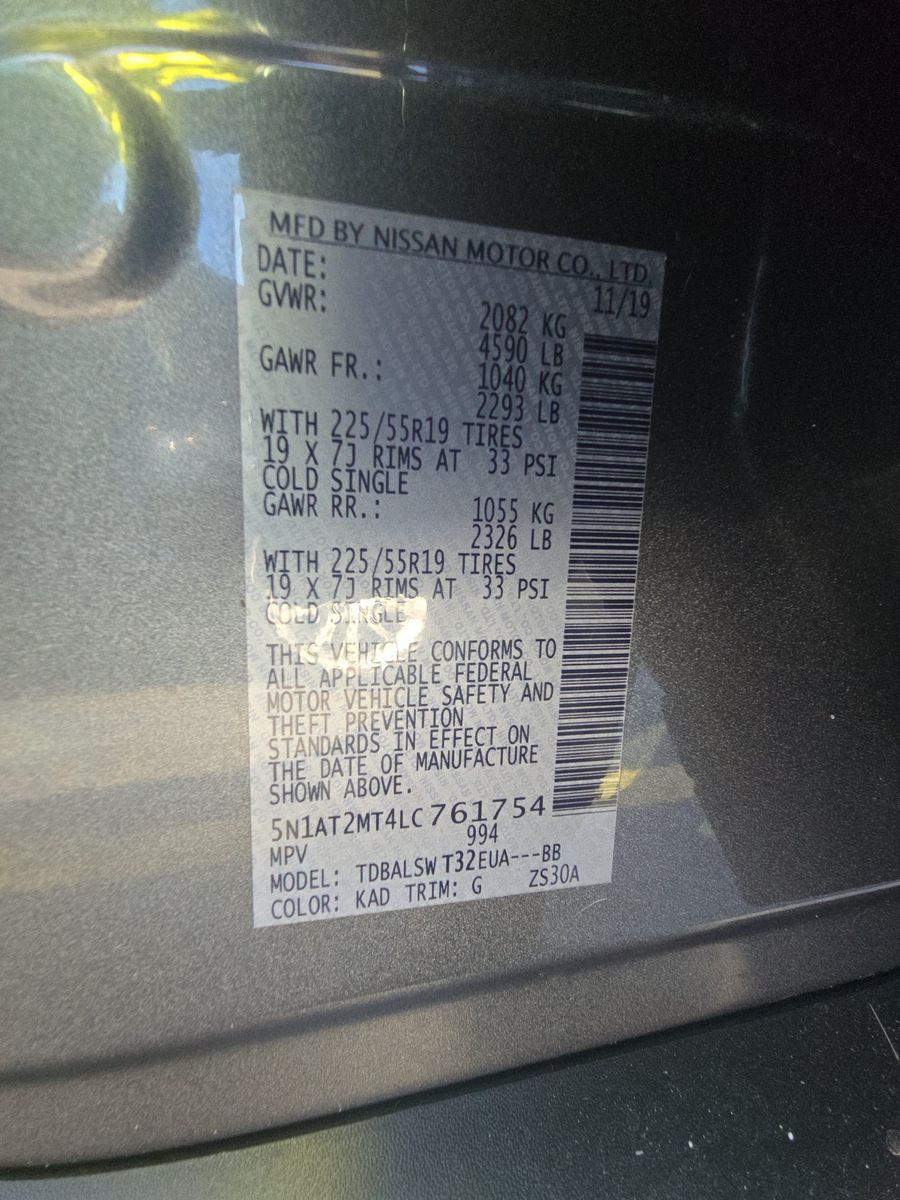 MFD BY NISSAN MOTOR CO., LTD.
DATE: 11/19
GVWR: 2082 KG
4590 LB
GAWR FR.: 1040 KG
2293 LB
WITH 225/55R19 TIRES
19 X 7J RIMS AT 33 PSI
COLD SINGLE
GAWR RR.: 1055 KG
2326 LB
WITH 225/55R19 TIRES
19 X 7J RIMS AT 33 PSI
COLD SINGLE
THIS VEHICLE CONFORMS TO
ALL APPLICABLE FEDERAL
MOTOR VEHICLE SAFETY AND
THEFT PREVENTION
STANDARDS IN EFFECT ON
THE DATE OF MANUFACTURE
SHOWN ABOVE.
5N1AT2MT4LC761754
MPV 994
MODEL: TDBALSWT32EUA---BB
COLOR: KAD TRIM: G ZS30A